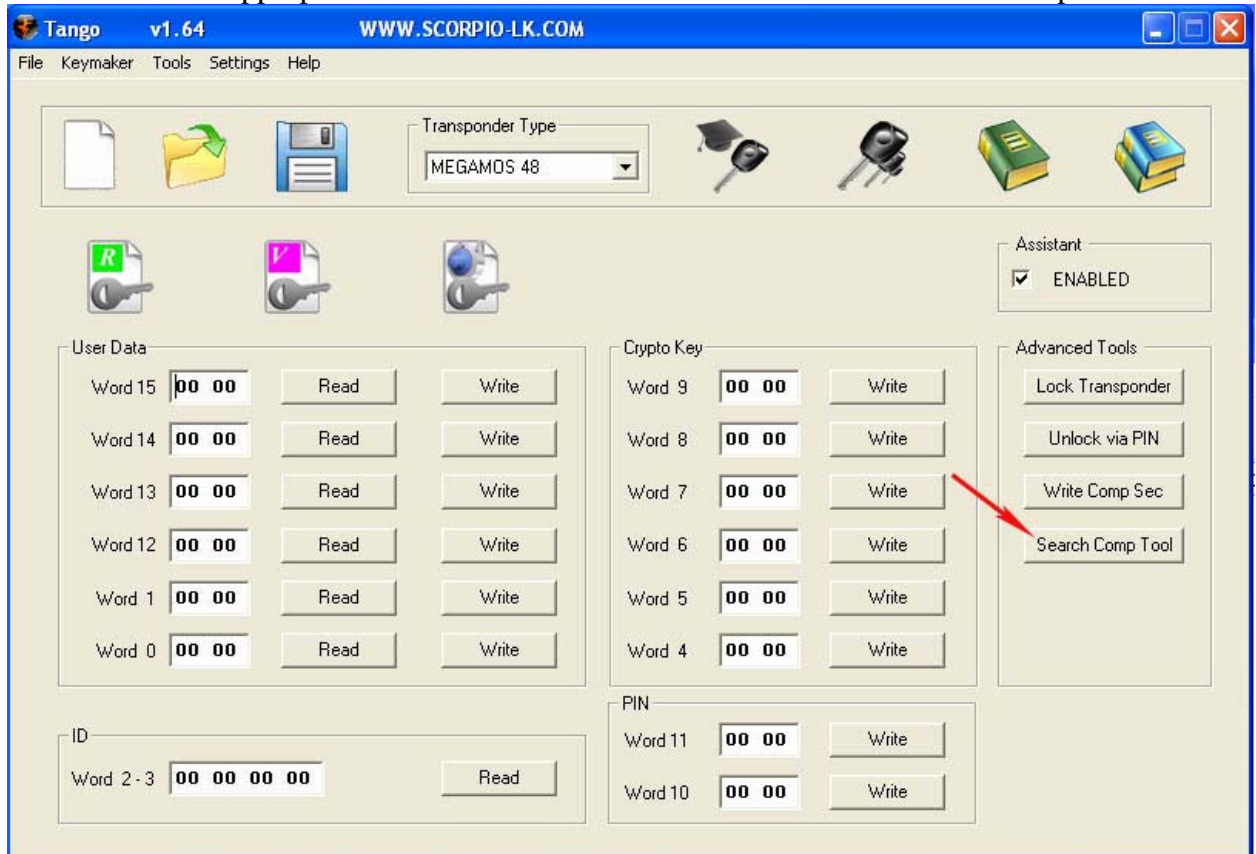 Tango v1.64 WWW.SCORPIO-LK.COM
File Keymaker Tools Settings Help
Transponder Type
MEGAMOS 48
R
V
Assistant
ENABLED
User Data
Word 15 00 00 Read Write
Word 14 00 00 Read Write
Word 13 00 00 Read Write
Word 12 00 00 Read Write
Word 1 00 00 Read Write
Word 0 00 00 Read Write
Crypto Key
Word 9 00 00 Write
Word 8 00 00 Write
Word 7 00 00 Write
Word 6 00 00 Write
Word 5 00 00 Write
Word 4 00 00 Write
Advanced Tools
Lock Transponder
Unlock via PIN
Write Comp Sec
Search Comp Tool
ID
Word 2 - 3 00 00 00 00 Read
PIN
Word 11 00 00 Write
Word 10 00 00 Write